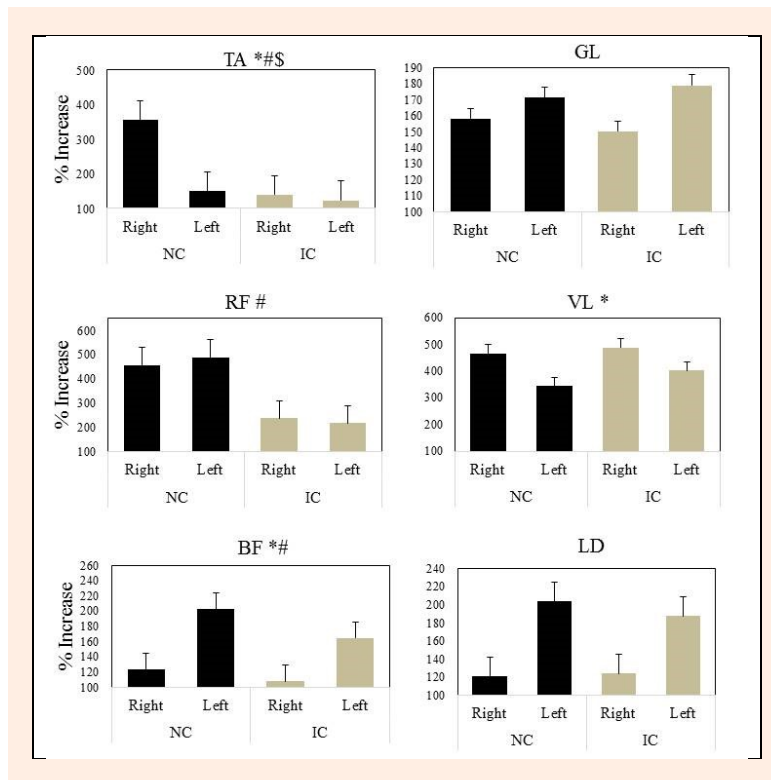 TA *#$
500
400
300
200
100
% Increase
Right Left Right Left
NC IC
GL
190
180
170
160
150
140
130
120
110
100
Right Left Right Left
NC IC
RF #
600
500
400
300
200
100
% Increase
Right Left Right Left
NC IC
VL *
600
500
400
300
200
100
Right Left Right Left
NC IC
BF *#
260
240
220
200
180
160
140
120
100
% Increase
Right Left Right Left
NC IC
LD
240
220
200
180
160
140
120
100
Right Left Right Left
NC IC